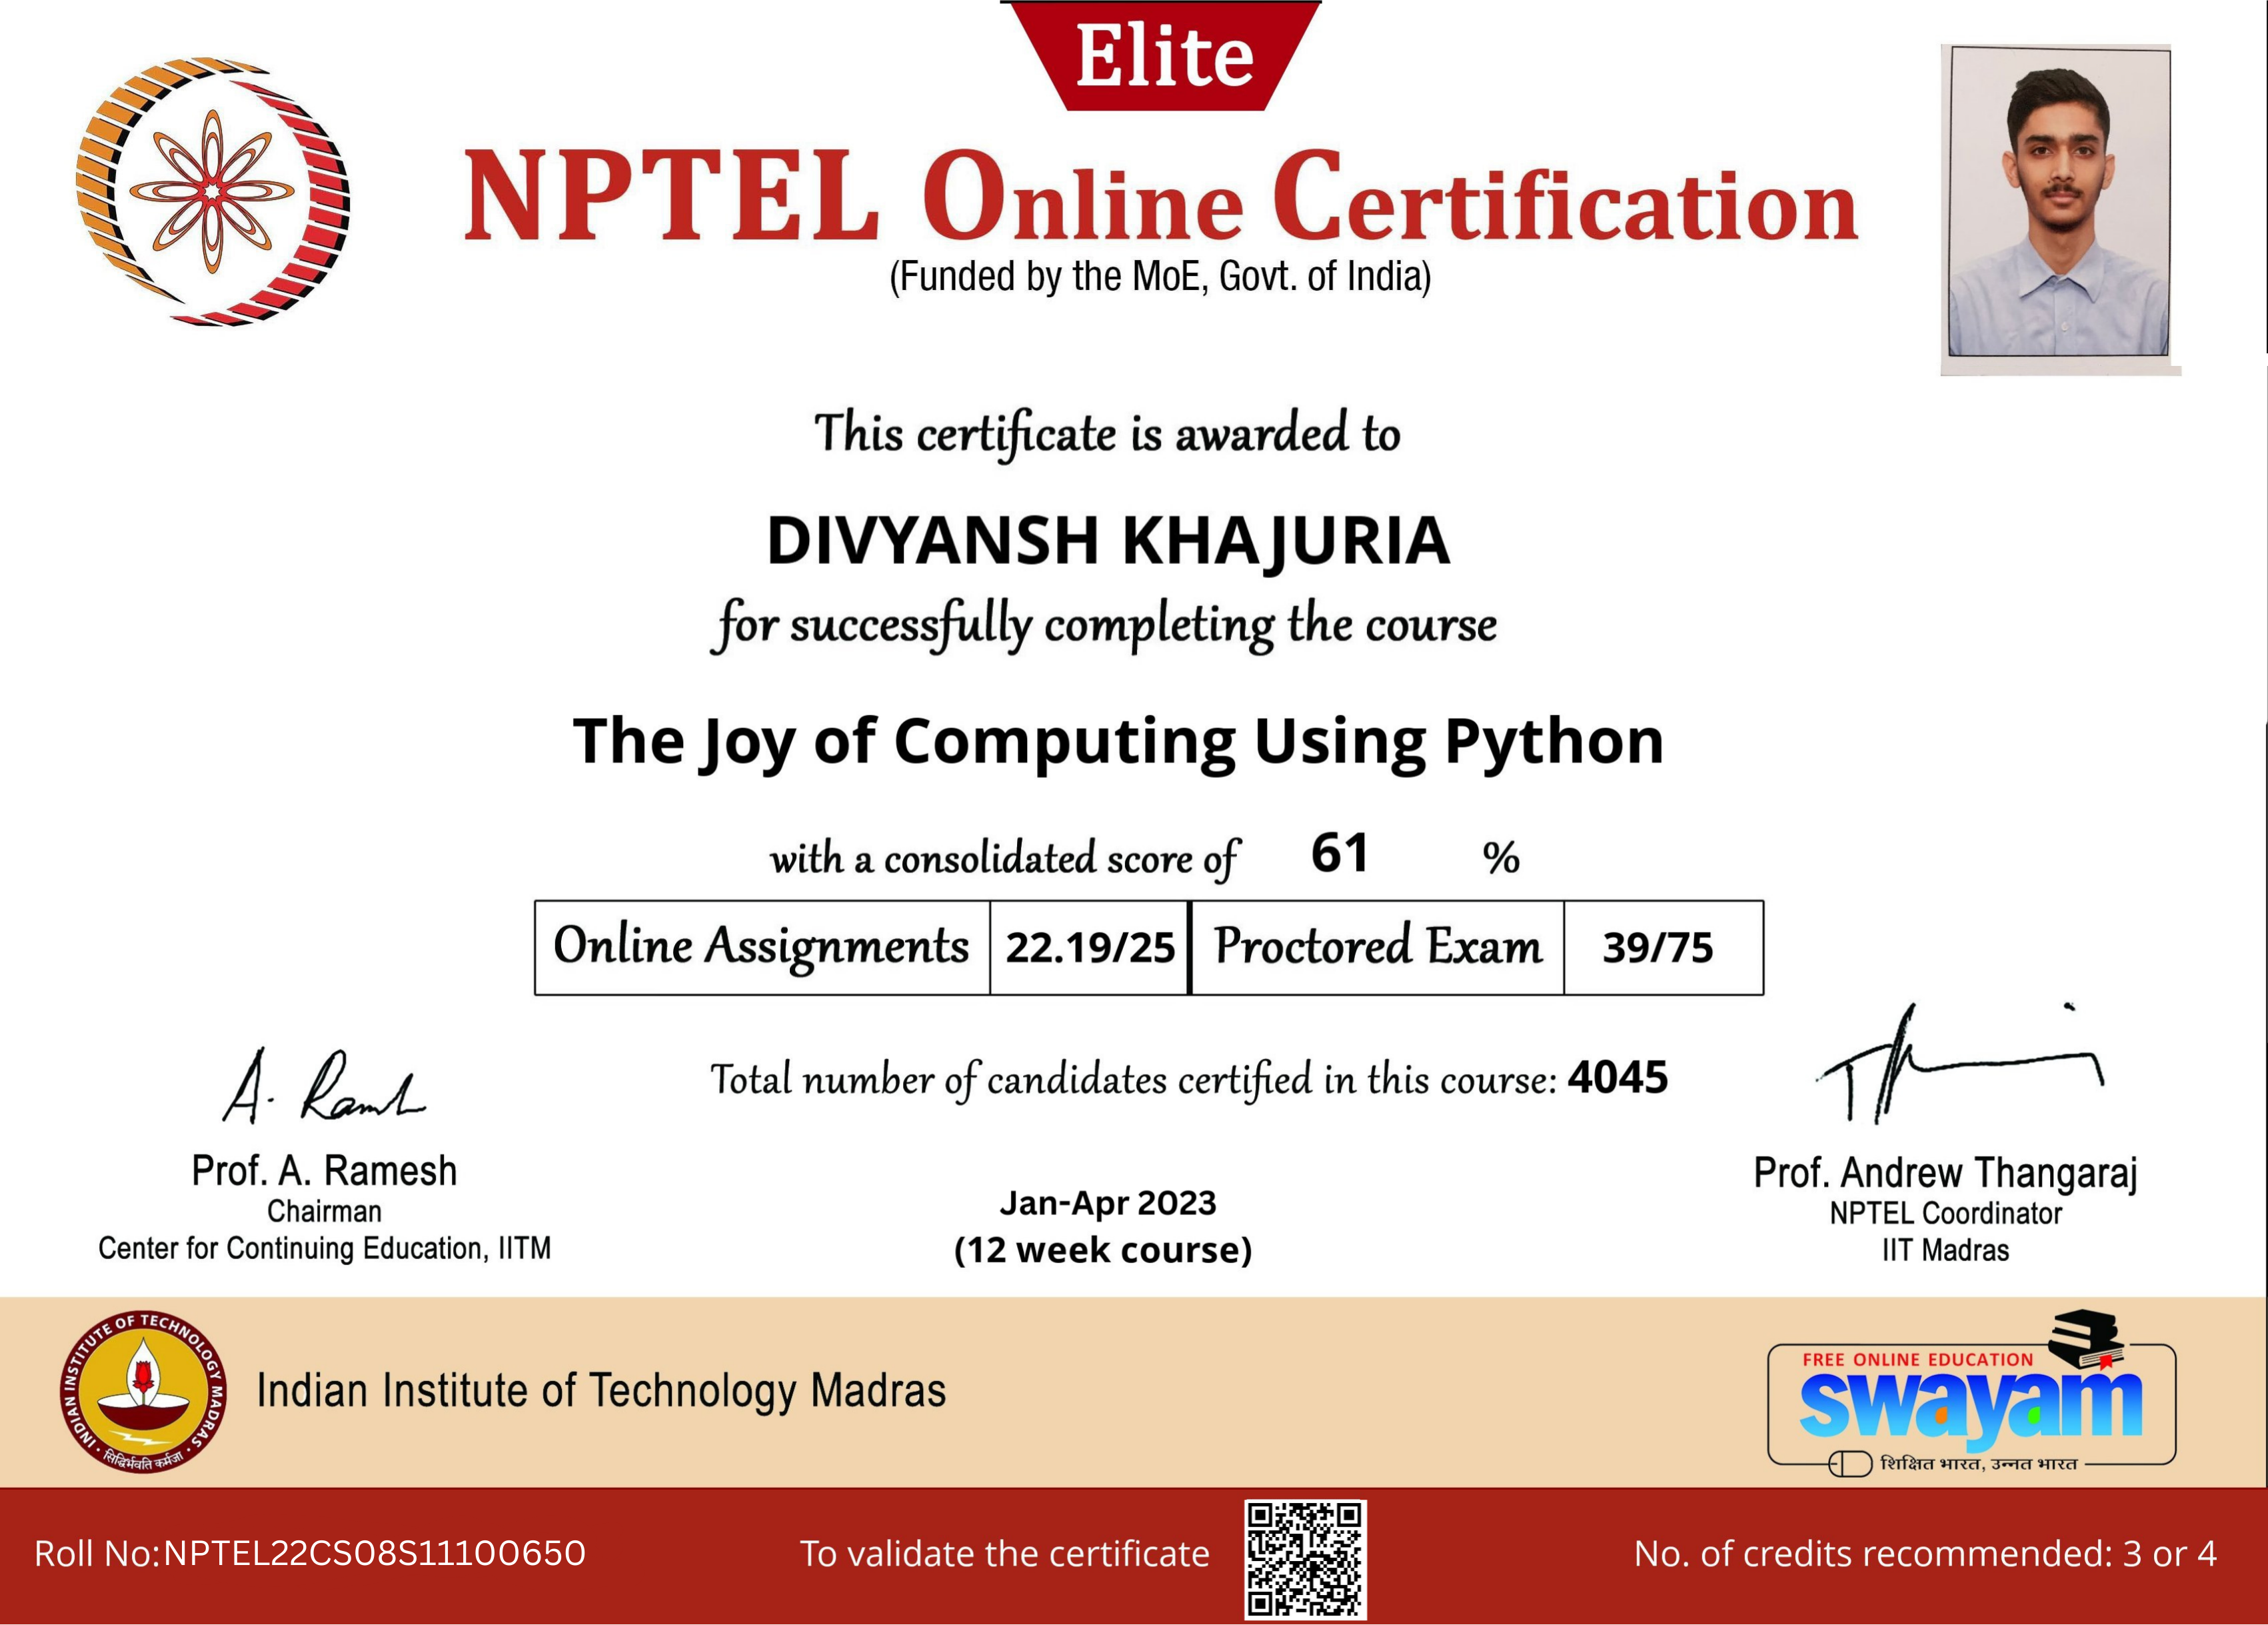 Elite
NPTEL Online Certification
(Funded by the MoE, Govt. of India)
This certificate is awarded to
DIVYANSH KHAJURIA
for successfully completing the course
The Joy of Computing Using Python
with a consolidated score of 61 %
Online Assignments 22.19/25 Proctored Exam 39/75
A. Ramesh
Total number of candidates certified in this course: 4045
Prof. A. Ramesh
Chairman
Center for Continuing Education, IITM
Jan-Apr 2023
(12 week course)
Prof. Andrew Thangaraj
NPTEL Coordinator
IIT Madras
INDIAN INSTITUTE OF TECHNOLOGY MADRAS
सिद्धिर्भवति कर्मजा
Indian Institute of Technology Madras
FREE ONLINE EDUCATION
swayam
शिक्षित भारत, उन्नत भारत
Roll No:NPTEL22CS08S11100650
To validate the certificate
No. of credits recommended: 3 or 4